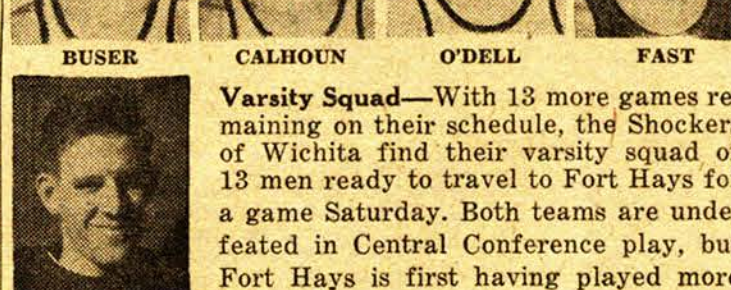 BUSER CALHOUN O'DELL FAST
Varsity Squad—With 13 more games re
maining on their schedule, the Shocker
of Wichita find their varsity squad o
13 men ready to travel to Fort Hays fo
a game Saturday. Both teams are unde
feated in Central Conference play, bu
Fort Hays is first having played more